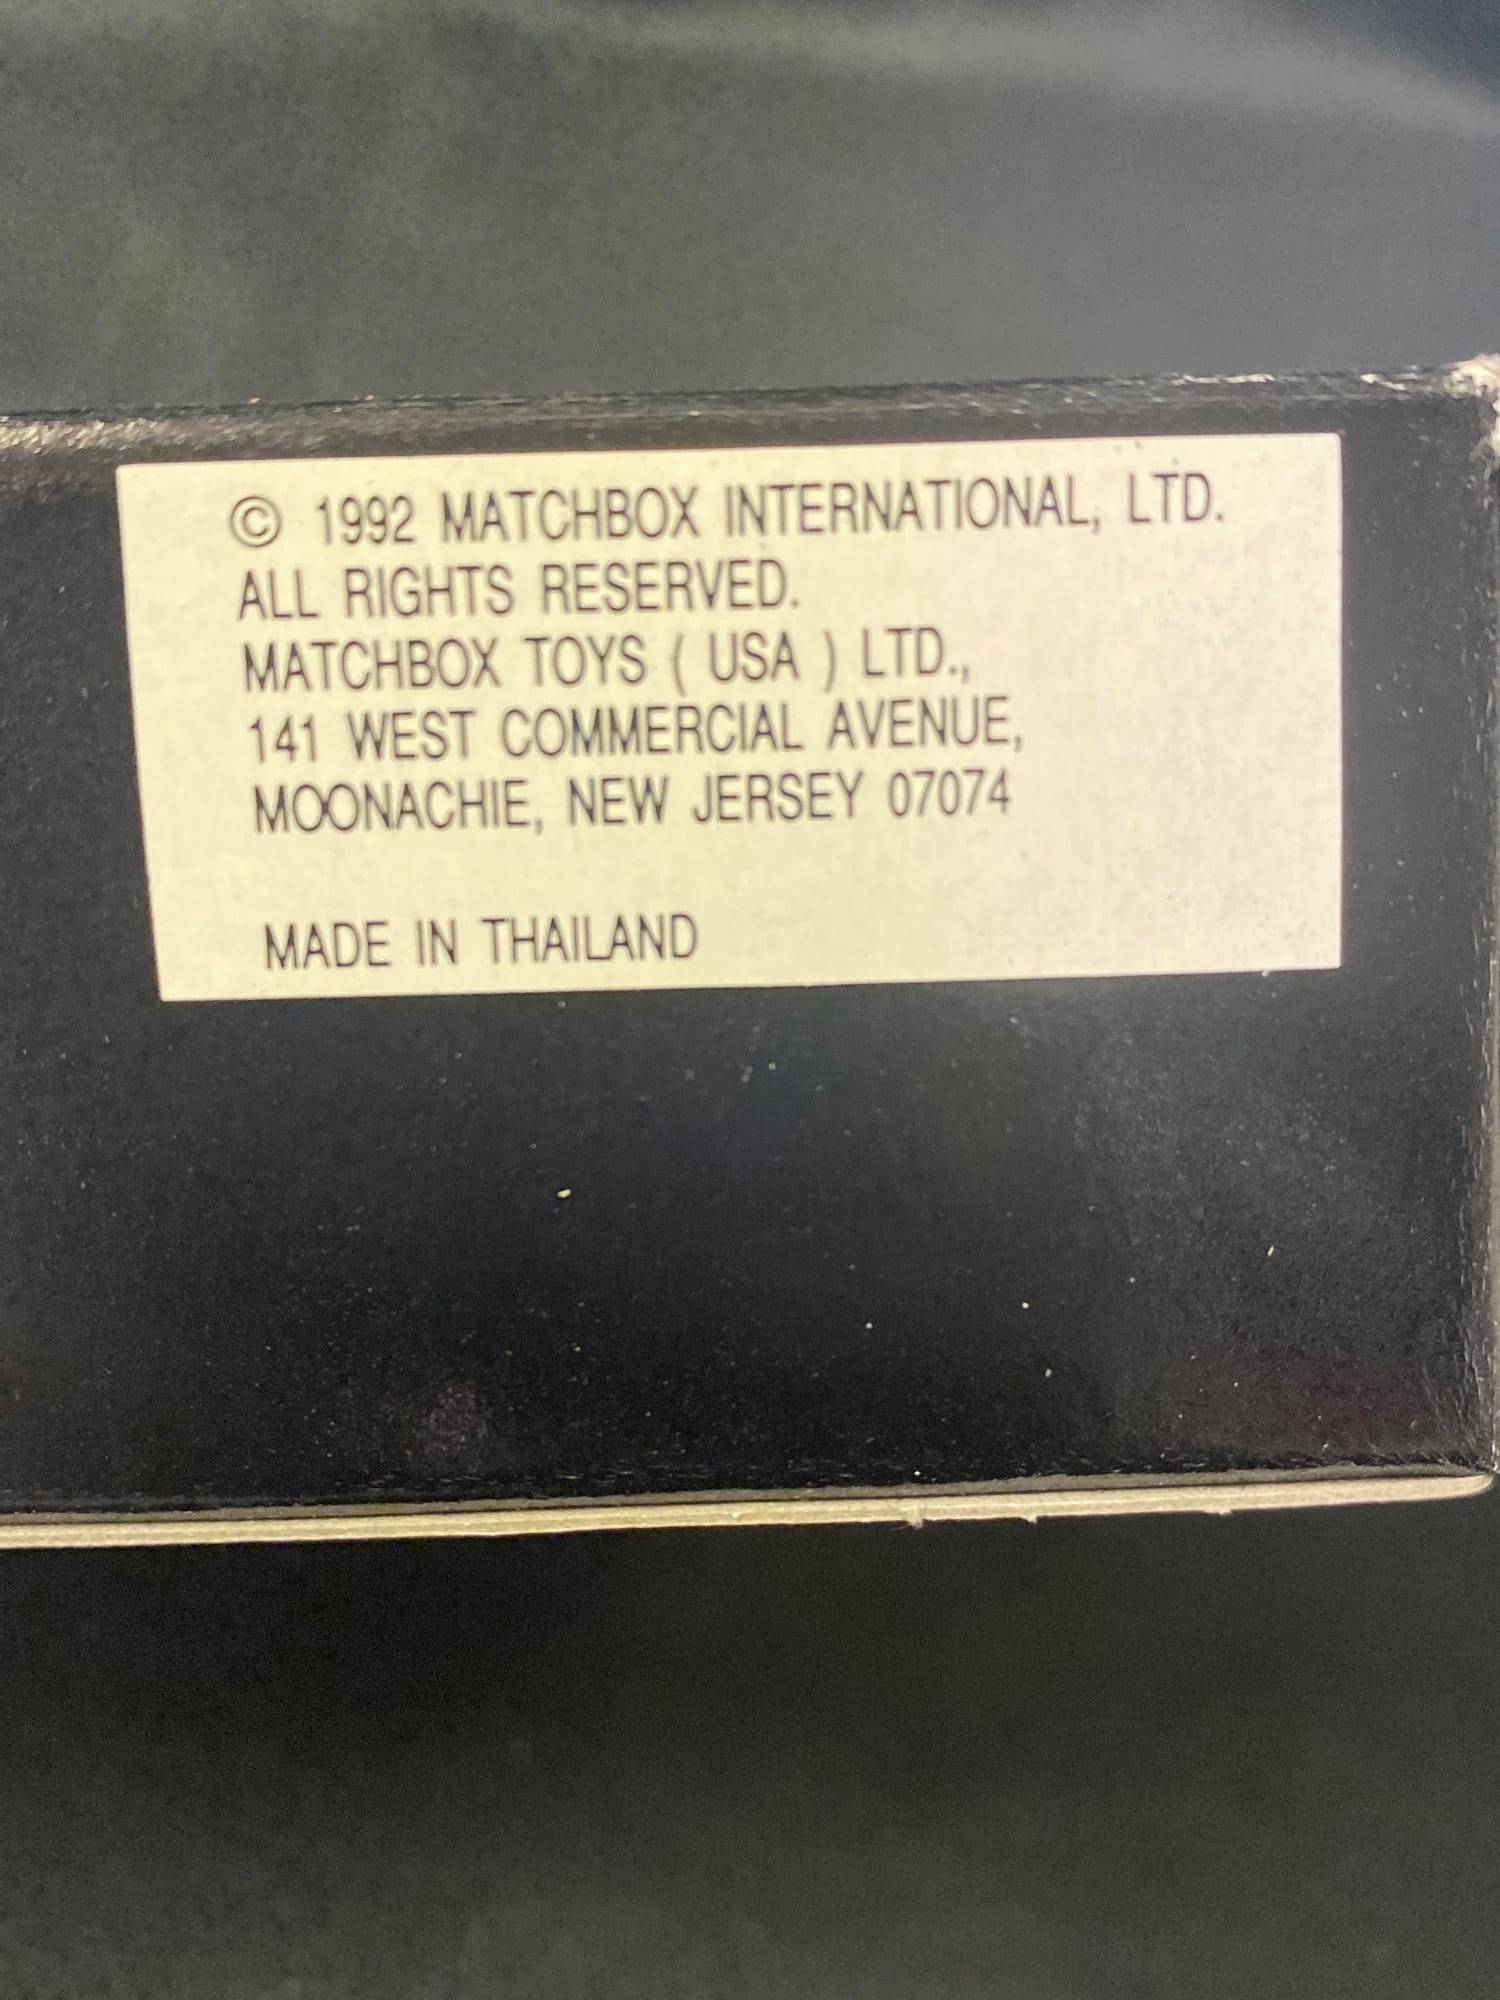 © 1992 MATCHBOX INTERNATIONAL, LTD.
ALL RIGHTS RESERVED.
MATCHBOX TOYS ( USA ) LTD.,
141 WEST COMMERCIAL AVENUE,
MOONACHIE, NEW JERSEY 07074
MADE IN THAILAND